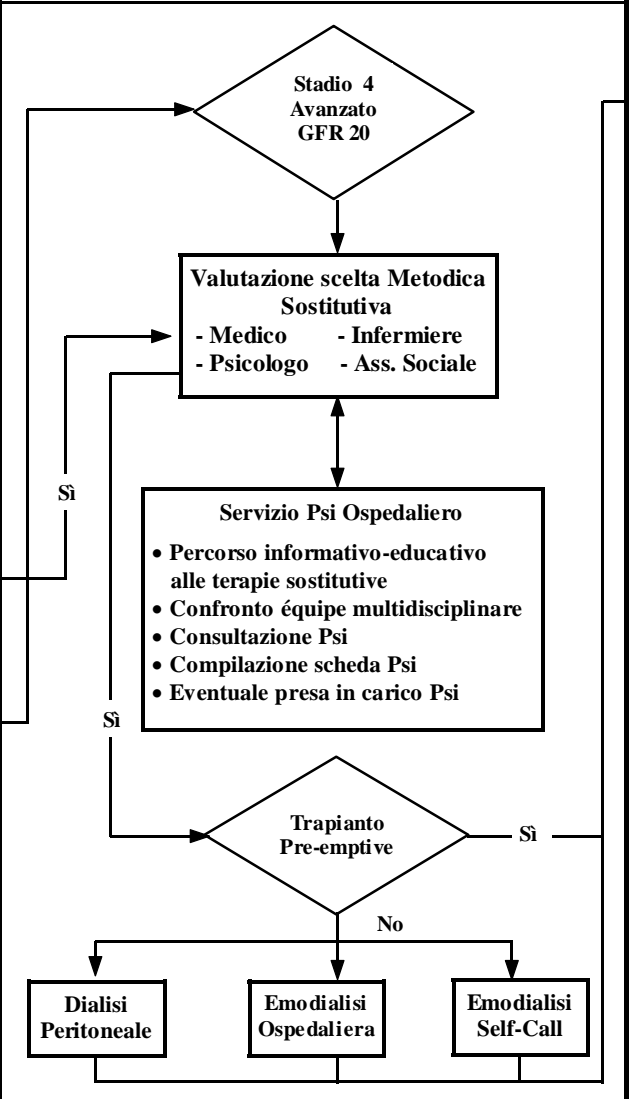 Stadio 4
Avanzato
GFR 20
Valutazione scelta Metodica
Sostitutiva
- Medico - Infermiere
- Psicologo - Ass. Sociale
Sì
Servizio Psi Ospedaliero
• Percorso informativo-educativo
alle terapie sostitutive
• Confronto équipe multidisciplinare
• Consultazione Psi
• Compilazione scheda Psi
• Eventuale presa in carico Psi
Sì
Trapianto
Pre-emptive
Sì
No
Dialisi
Peritoneale
Emodialisi
Ospedaliera
Emodialisi
Self-Call